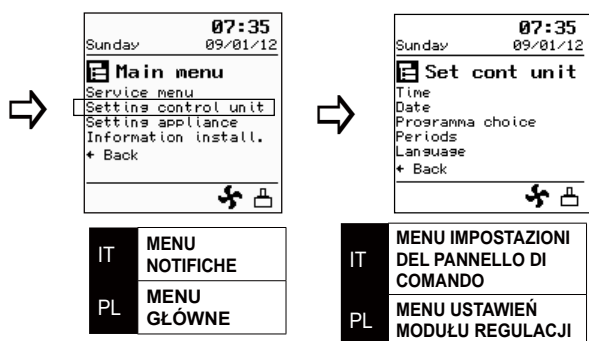 07:35
Sunday 09/01/12
Main menu
Service menu
Setting control unit
Setting appliance
Information install.
← Back
IT MENU NOTIFICHE
PL MENU GŁÓWNE
07:35
Sunday 09/01/12
Set cont unit
Time
Date
Programma choice
Periods
Language
← Back
IT MENU IMPOSTAZIONI DEL PANNELLO DI COMANDO
PL MENU USTAWIEŃ MODUŁU REGULACJI